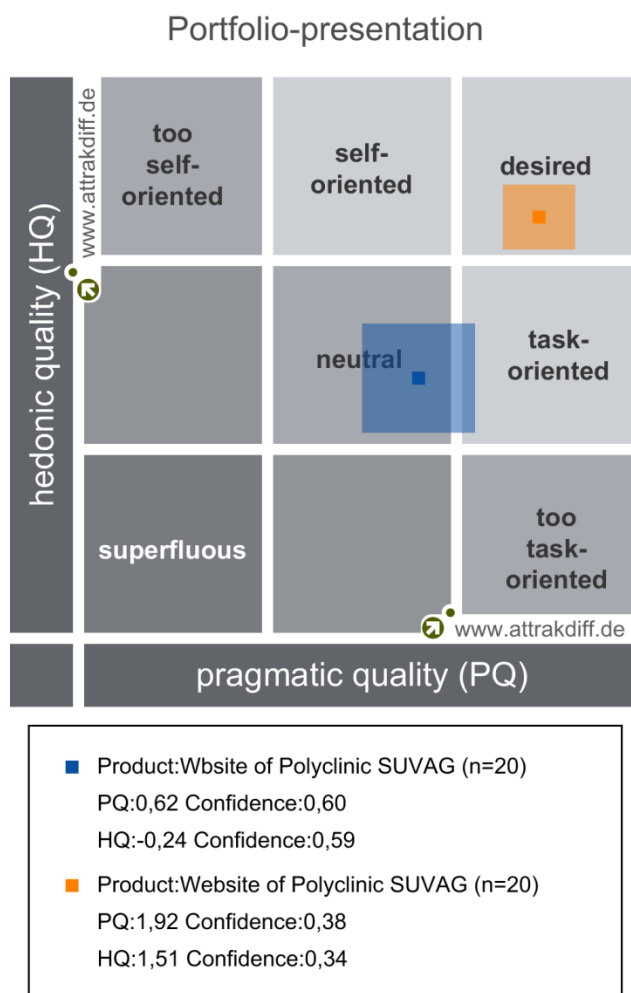 Portfolio-presentation
www.attrakdiff.de
hedonic quality (HQ)
too
self-
oriented
self-
oriented
desired
neutral
task-
oriented
superfluous
too
task-
oriented
www.attrakdiff.de
pragmatic quality (PQ)
Product:Wbsite of Polyclinic SUVAG (n=20)
PQ:0,62 Confidence:0,60
HQ:-0,24 Confidence:0,59
Product:Website of Polyclinic SUVAG (n=20)
PQ:1,92 Confidence:0,38
HQ:1,51 Confidence:0,34